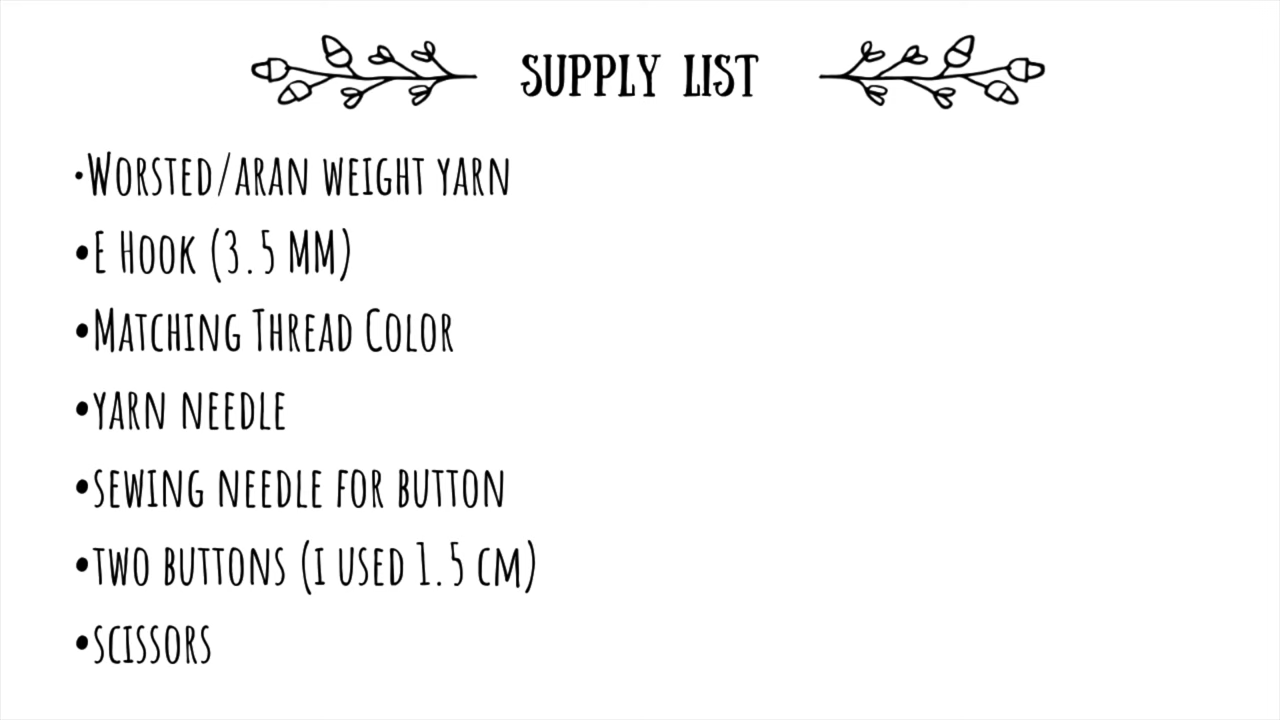 SUPPLY LIST
•WORSTED/ARAN WEIGHT YARN
•E HOOK (3.5 MM)
•MATCHING THREAD COLOR
•YARN NEEDLE
•SEWING NEEDLE FOR BUTTON
•TWO BUTTONS (I USED 1.5 CM)
•SCISSORS